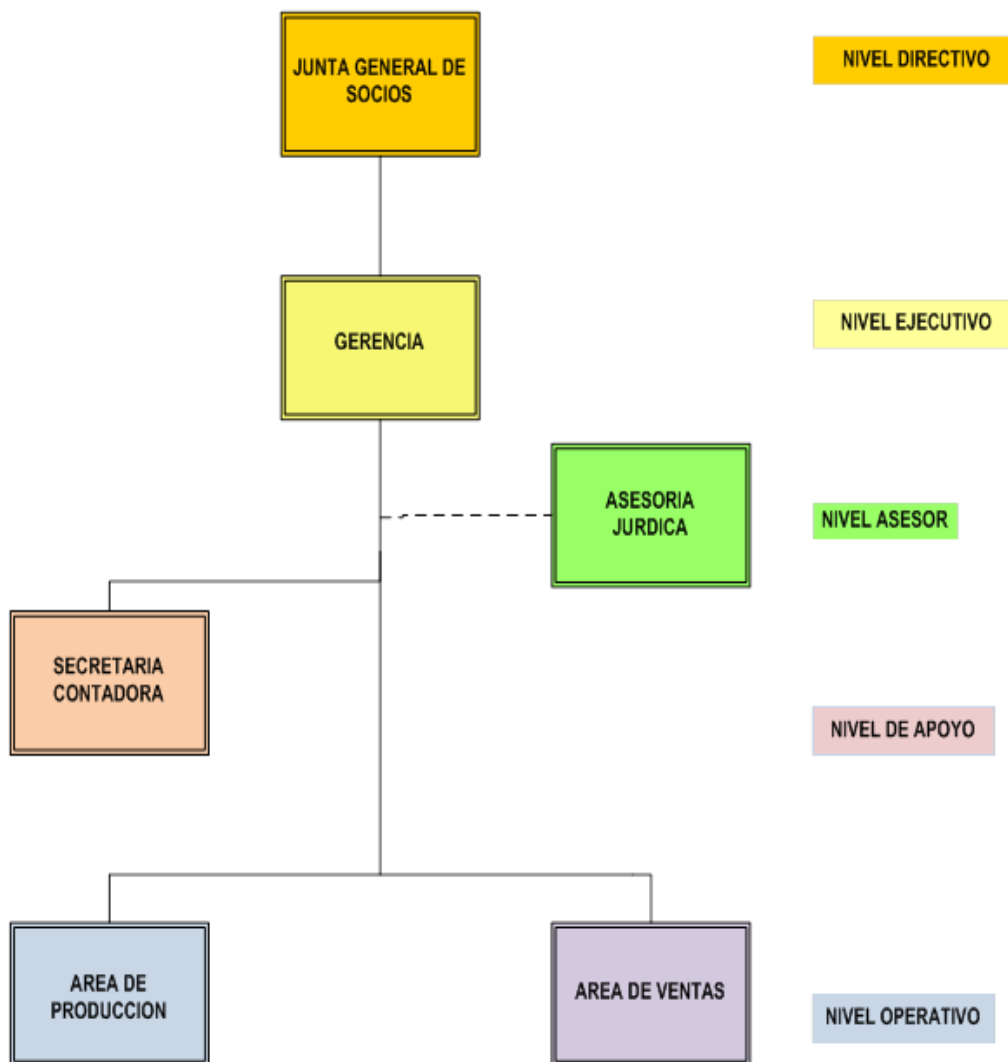 JUNTA GENERAL DE
SOCIOS
NIVEL DIRECTIVO
GERENCIA
NIVEL EJECUTIVO
ASESORIA
JURDICA
NIVEL ASESOR
SECRETARIA
CONTADORA
NIVEL DE APOYO
AREA DE
PRODUCCION
AREA DE VENTAS
NIVEL OPERATIVO